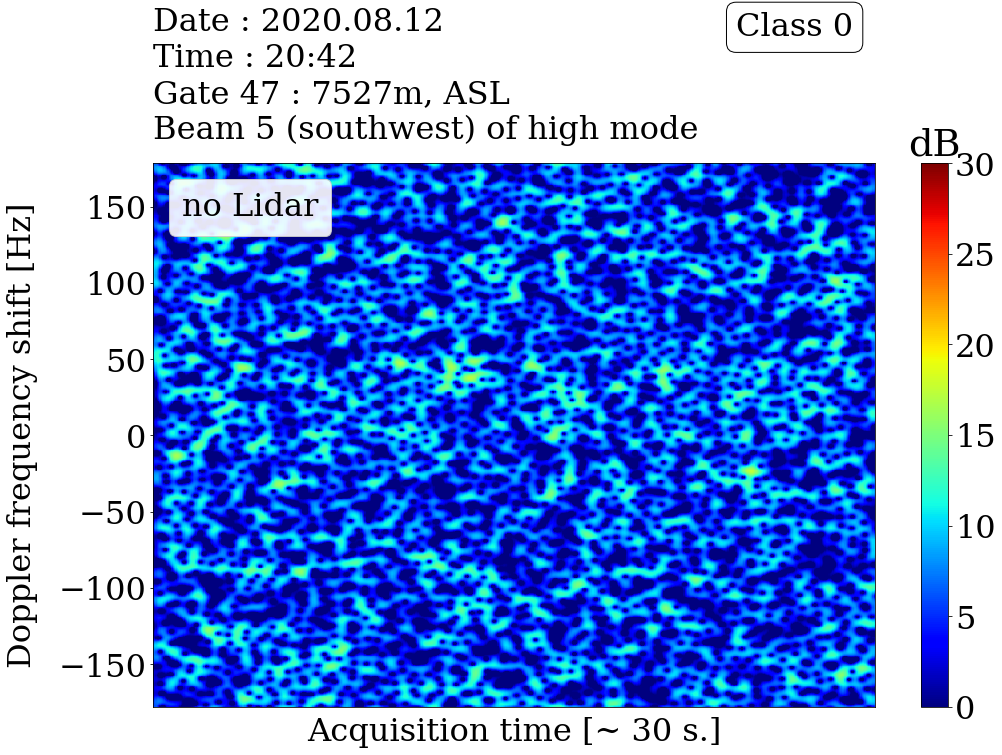 Date : 2020.08.12
Time : 20:42
Gate 47 : 7527m, ASL
Beam 5 (southwest) of high mode
Class 0
dB
no Lidar
Doppler frequency shift [Hz]
150
100
50
0
−50
−100
−150
30
25
20
15
10
5
0
Acquisition time [~ 30 s.]